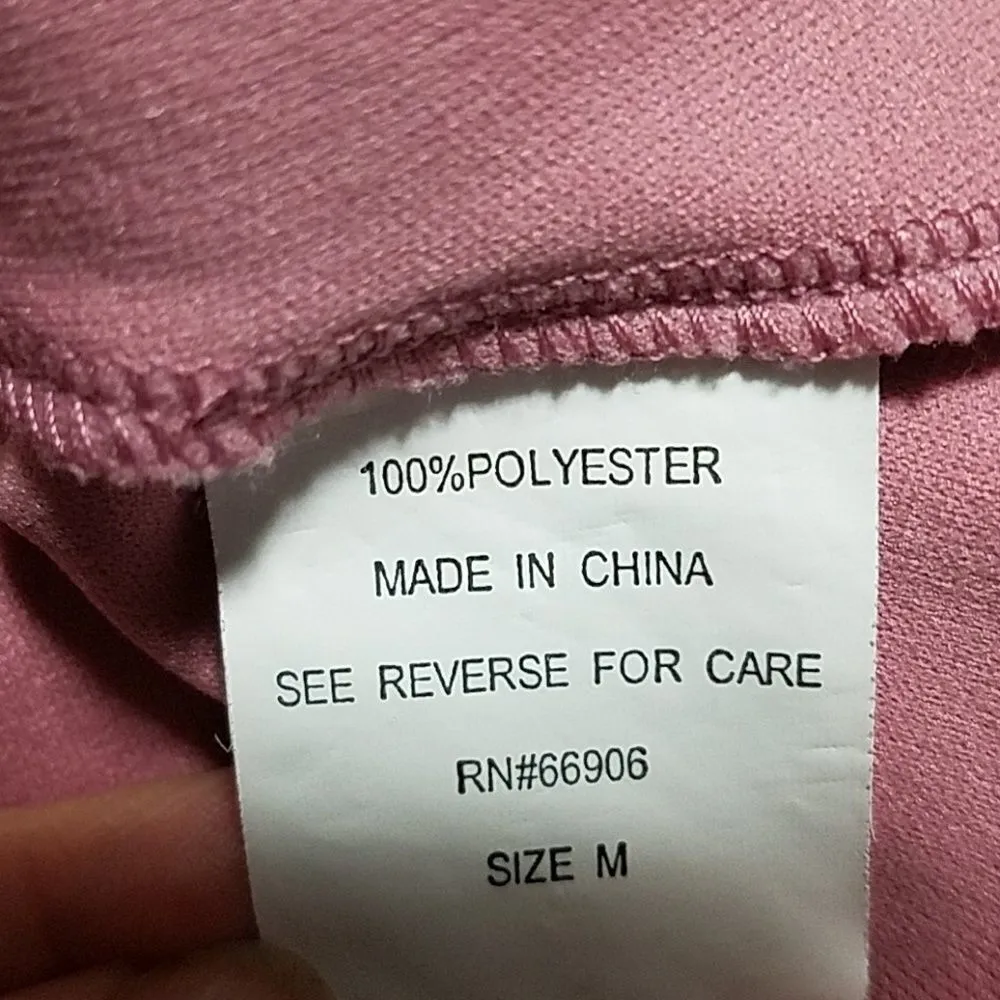 100%POLYESTER
MADE IN CHINA
SEE REVERSE FOR CARE
RN#66906
SIZE M